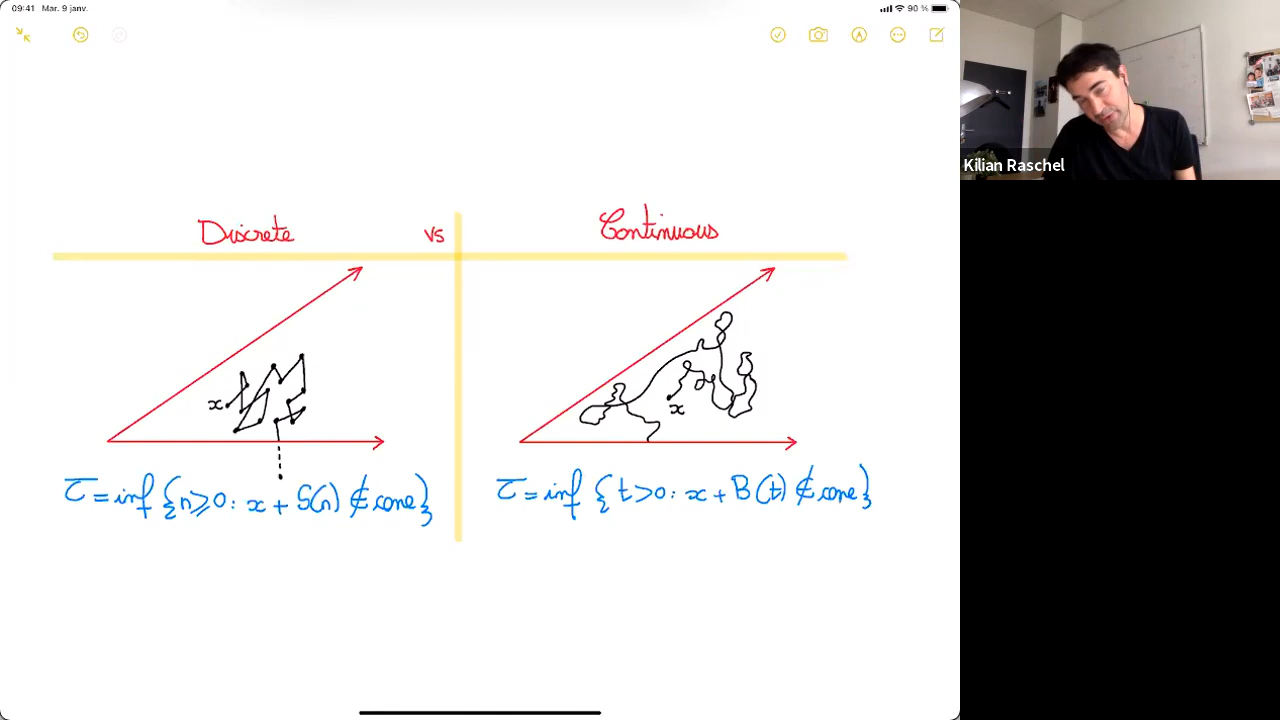 09:41 Mar. 9 janv.
90 %
Kilian Raschel
Discrete vs Continuous
x
x
τ = inf {n ⩾ 0 : x + S(n) ∉ cone}
τ = inf {t > 0 : x + B(t) ∉ cone}